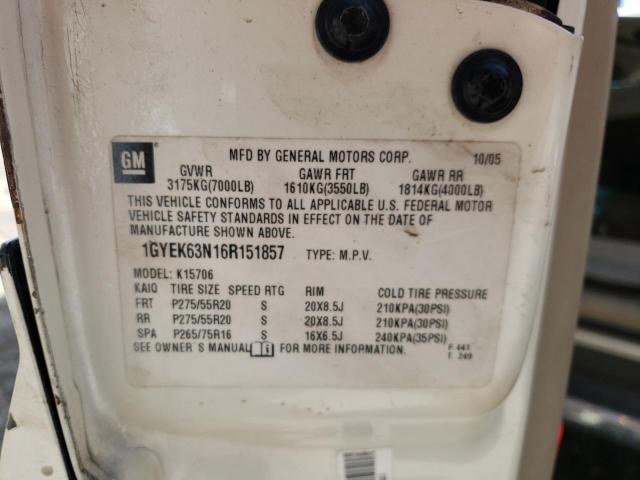 GM
MFD BY GENERAL MOTORS CORP. 10/05
GVWR GAWR FRT GAWR RR
3175KG(7000LB) 1610KG(3550LB) 1814KG(4000LB)
THIS VEHICLE CONFORMS TO ALL APPLICABLE U.S. FEDERAL MOTOR
VEHICLE SAFETY STANDARDS IN EFFECT ON THE DATE OF
MANUFACTURE SHOWN ABOVE.
1GYEK63N16R151857 TYPE: M.P.V.
MODEL: K15706
KAIQ TIRE SIZE SPEED RTG RIM COLD TIRE PRESSURE
FRT P275/55R20 S 20X8.5J 210KPA(30PSI)
RR P275/55R20 S 20X8.5J 210KPA(30PSI)
SPA P265/75R16 S 16X6.5J 240KPA(35PSI)
SEE OWNER'S MANUAL FOR MORE INFORMATION. F 443
T 249